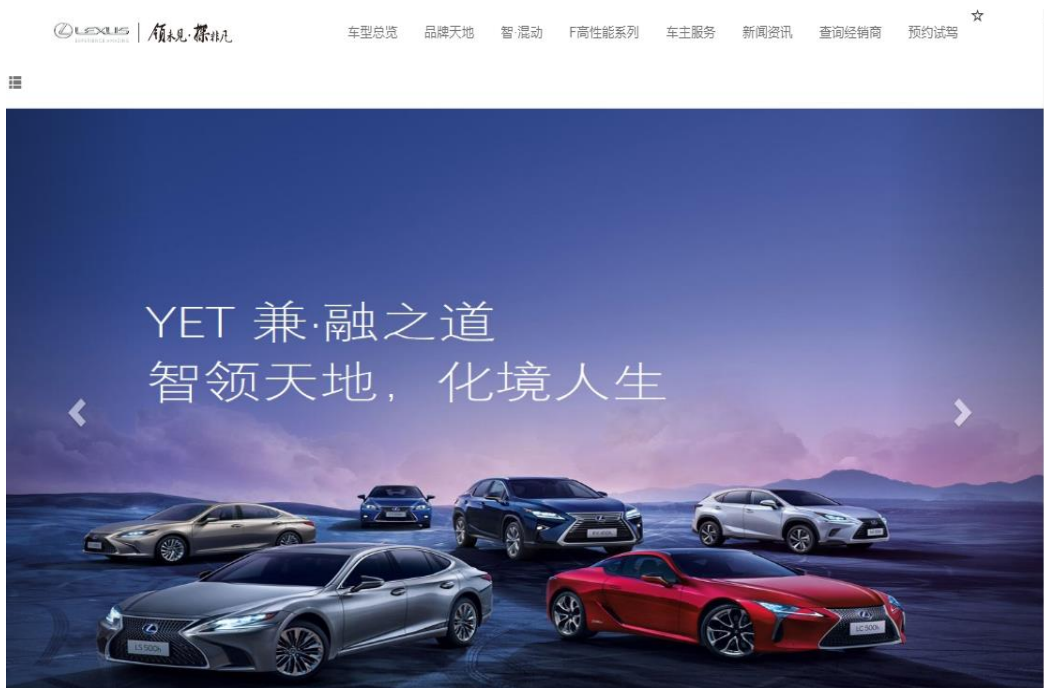 LEXUS 领未见·探非凡
车型总览 品牌天地 智·混动 F高性能系列 车主服务 新闻资讯 查询经销商 预约试驾
YET 兼·融之道
智领天地，化境人生
LS 500h
LC 500h